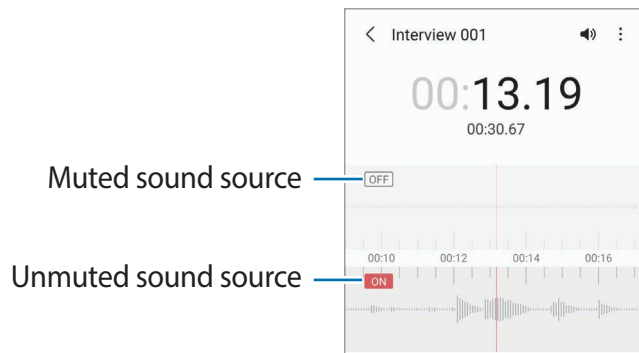 Interview 001
00:13.19
00:30.67
Muted sound source
OFF
00:10 00:12 00:14 00:16
Unmuted sound source
ON